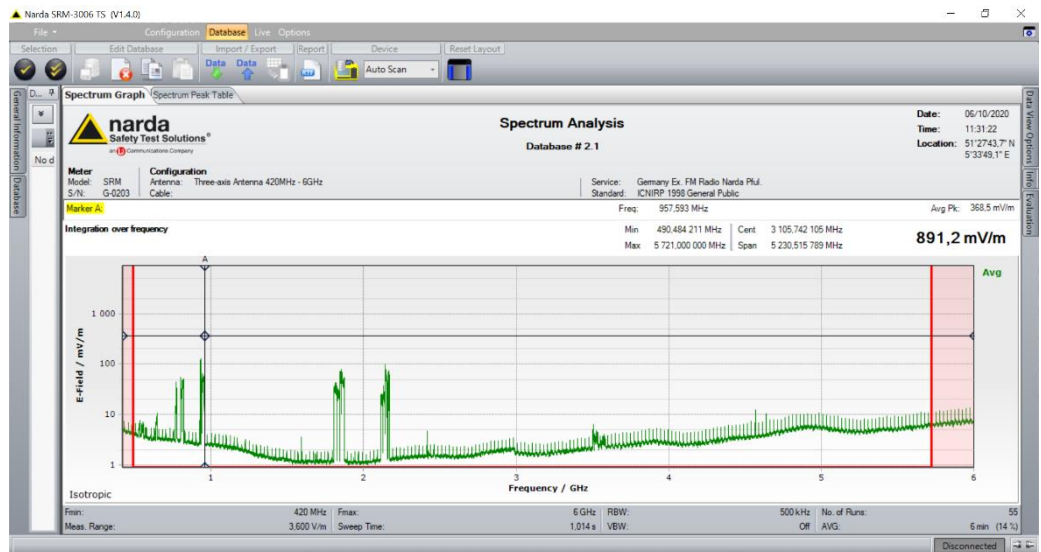 Narda SRM-3006 TS (V1.4.0)
File Configuration Database Live Options
Selection Edit Database Import / Export Report Device Reset Layout
Data Data Auto Scan
D...
Spectrum Graph Spectrum Peak Table
General Information
Database
No d
Data View Options
Info
Evaluation
narda
Safety Test Solutions®
an L3 Communications Company
Spectrum Analysis
Database # 2.1
Date: 06/10/2020
Time: 11:31:22
Location: 51°27'43,7" N
5°33'49,1" E
Meter Configuration
Model: SRM Antenna: Three-axis Antenna 420MHz - 6GHz Service: Germany Ex. FM Radio Narda Pful.
S/N: G-0203 Cable: Standard: ICNIRP 1998 General Public
Marker A: Freq: 957,593 MHz Avg Pk: 368,5 mV/m
Integration over frequency Min 490,484 211 MHz Cent 3 105,742 105 MHz
Max 5 721,000 000 MHz Span 5 230,515 789 MHz
891,2 mV/m
A
Avg
E-Field / mV/m
1 000
100
10
1
1 2 3 4 5 6
Frequency / GHz
Isotropic
Fmin: 420 MHz Fmax: 6 GHz RBW: 500 kHz No. of Runs: 55
Meas. Range: 3.600 V/m Sweep Time: 1,014 s VBW: Off AVG: 6 min (14 %)
Disconnected